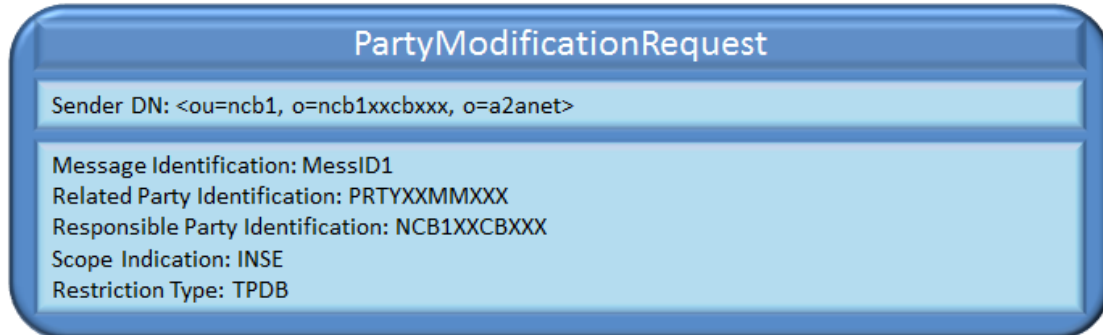 PartyModificationRequest
Sender DN: <ou=ncb1, o=ncb1xxcbxxx, o=a2anet>
Message Identification: MessID1
Related Party Identification: PRTYXXMMXXX
Responsible Party Identification: NCB1XXCBXXX
Scope Indication: INSE
Restriction Type: TPDB